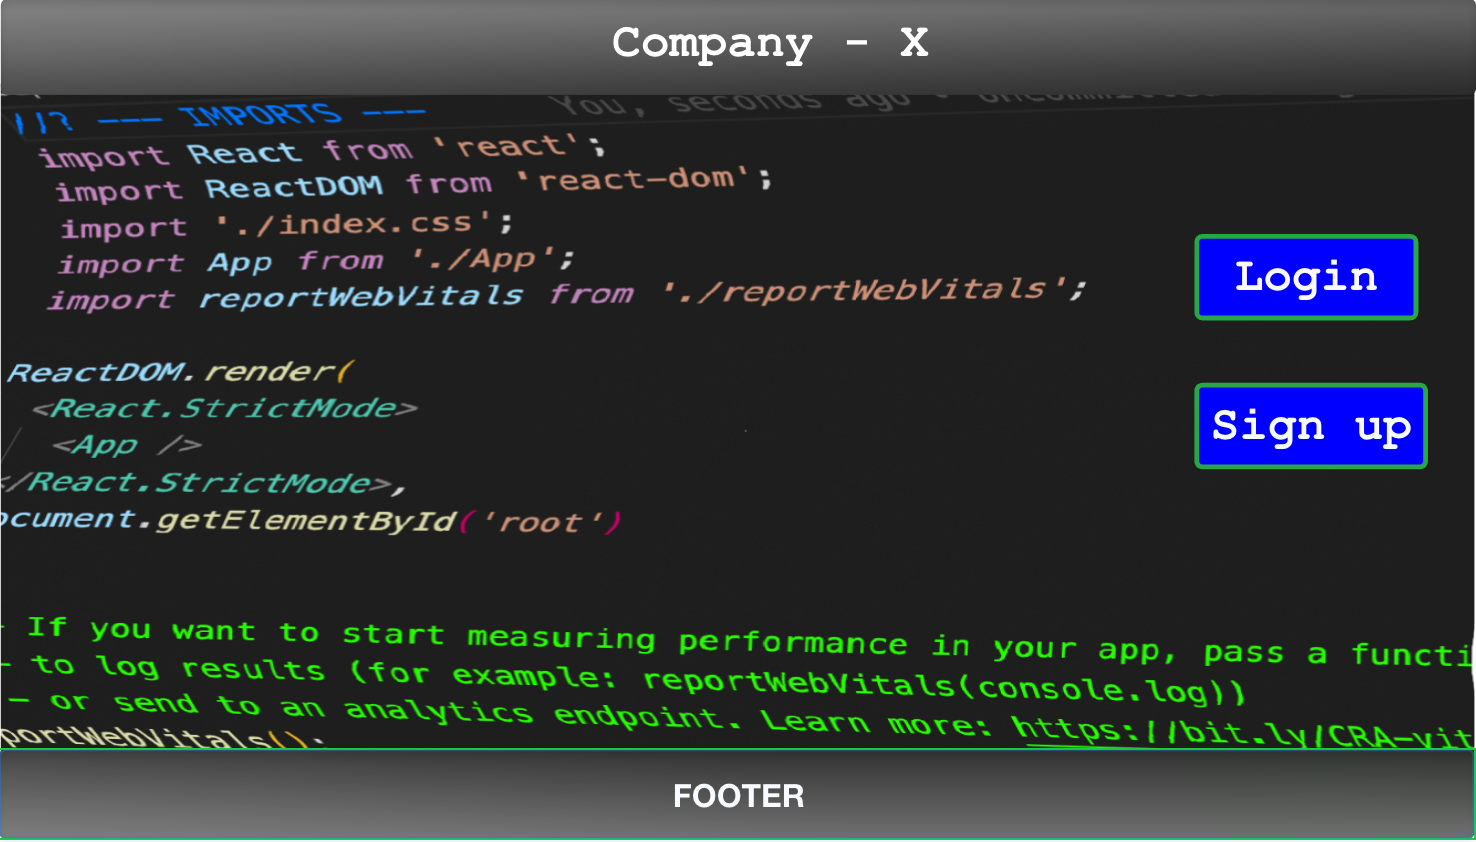 Company - X
//? --- IMPORTS --- You, seconds ago • Uncommitted
import React from 'react';
import ReactDOM from 'react-dom';
import './index.css';
import App from './App';
import reportWebVitals from './reportWebVitals';
Login
ReactDOM.render(
<React.StrictMode>
Sign up
<App />
</React.StrictMode>,
ocument.getElementById('root')
- If you want to start measuring performance in your app, pass a functi
- to log results (for example: reportWebVitals(console.log))
- or send to an analytics endpoint. Learn more: https://bit.ly/CRA-vit
portWebVitals();
FOOTER